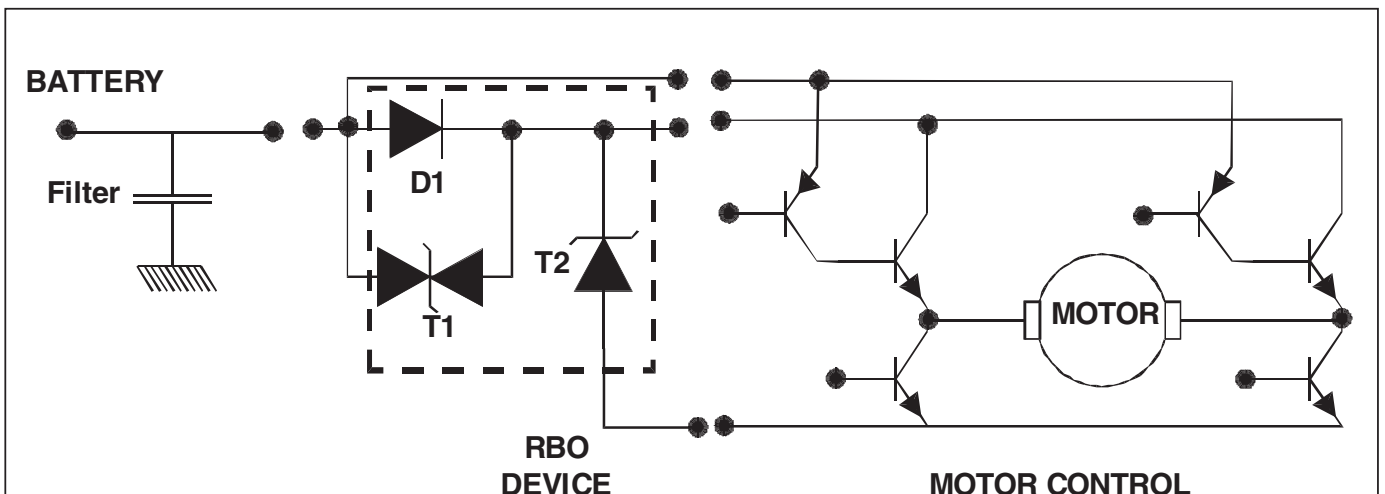 BATTERY
Filter
D1
T1
T2
MOTOR
RBO
DEVICE
MOTOR CONTROL